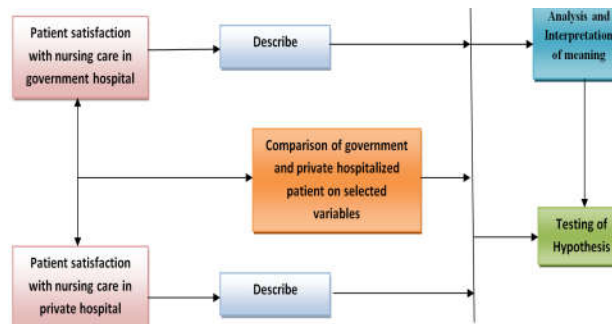 Patient satisfaction
with nursing care in
government hospital
Describe
Analysis and
Interpretation
of meaning
Comparison of government
and private hospitalized
patient on selected
variables
Patient satisfaction
with nursing care in
private hospital
Describe
Testing of
Hypothesis